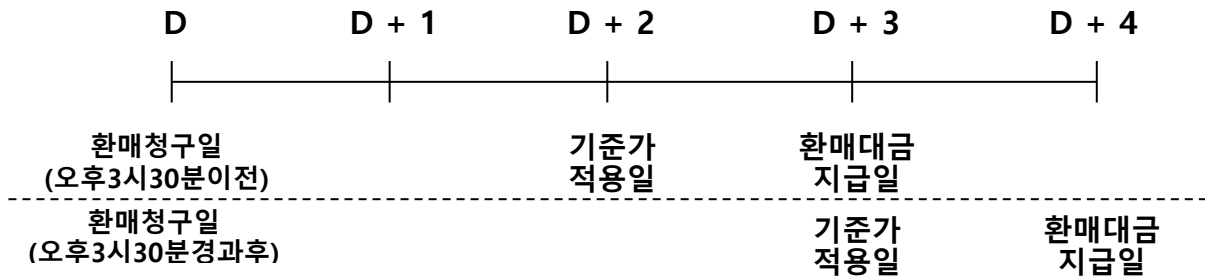 D D + 1 D + 2 D + 3 D + 4
환매청구일 기준가 환매대금
(오후3시30분이전) 적용일 지급일
환매청구일 기준가 환매대금
(오후3시30분경과후) 적용일 지급일